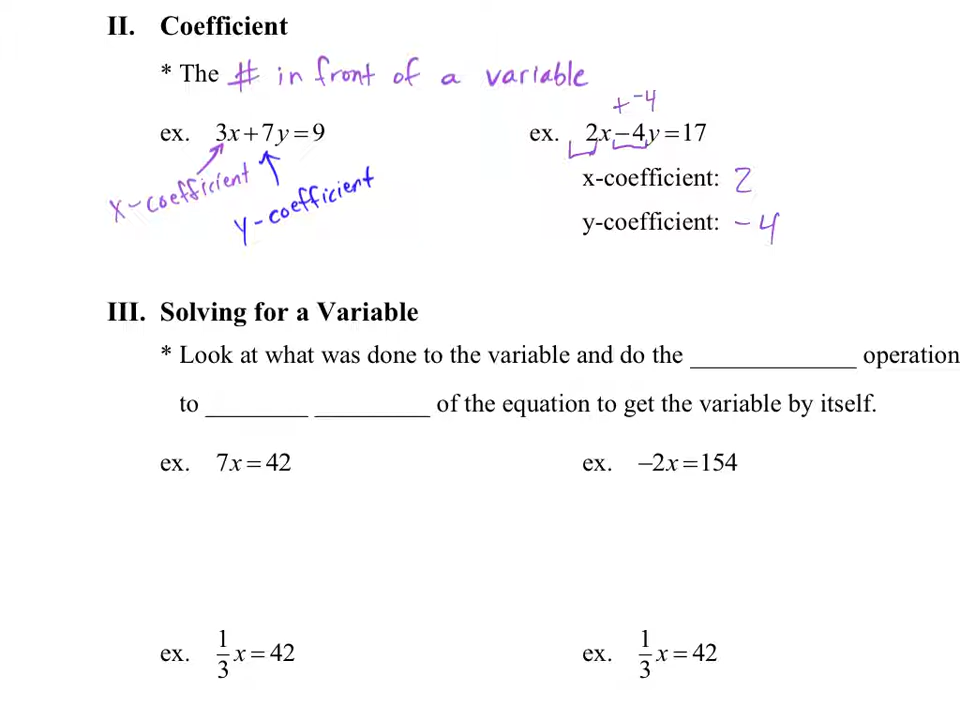 II. Coefficient
* The # in front of a variable
+ -4
ex. 3x + 7y = 9 ex. 2x - 4y = 17
x-coefficient x-coefficient: 2
y-coefficient y-coefficient: -4
III. Solving for a Variable
* Look at what was done to the variable and do the _____________ operation
to ________ _________ of the equation to get the variable by itself.
ex. 7x = 42 ex. -2x = 154
ex. 1/3 x = 42 ex. 1/3 x = 42